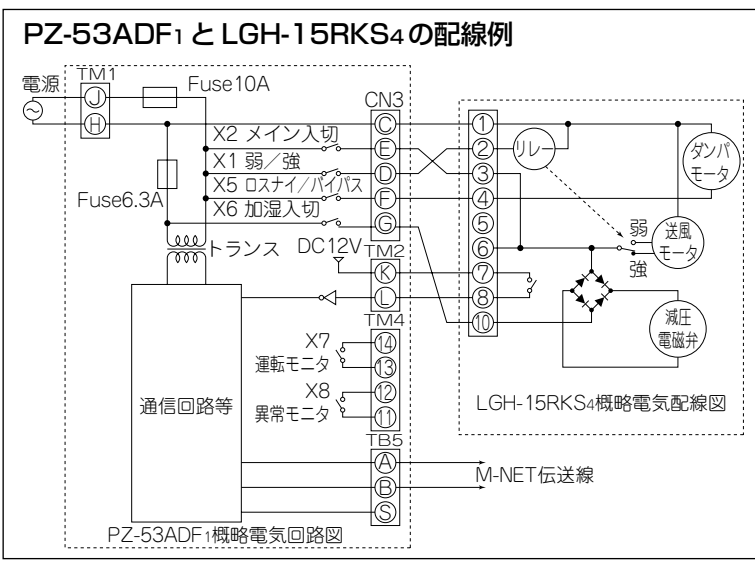 PZ-53ADF1とLGH-15RKS4の配線例
電源
TM1
Ⓙ
Ⓗ
Fuse10A
Fuse6.3A
X2 メイン入切
X1 弱/強
X5 ロスナイ/バイパス
X6 加湿入切
CN3
Ⓒ
Ⓔ
Ⓓ
Ⓕ
Ⓖ
トランス
DC12V
TM2
Ⓚ
Ⓛ
TM4
X7
運転モニタ
⑭
⑬
X8
異常モニタ
⑫
⑪
通信回路等
TB5
Ⓐ
Ⓑ
Ⓢ
M-NET伝送線
PZ-53ADF1概略電気回路図
①
②
③
④
⑤
⑥
⑦
⑧
⑩
リレー
ダンパ
モータ
弱
強
送風
モータ
減圧
電磁弁
LGH-15RKS4概略電気配線図